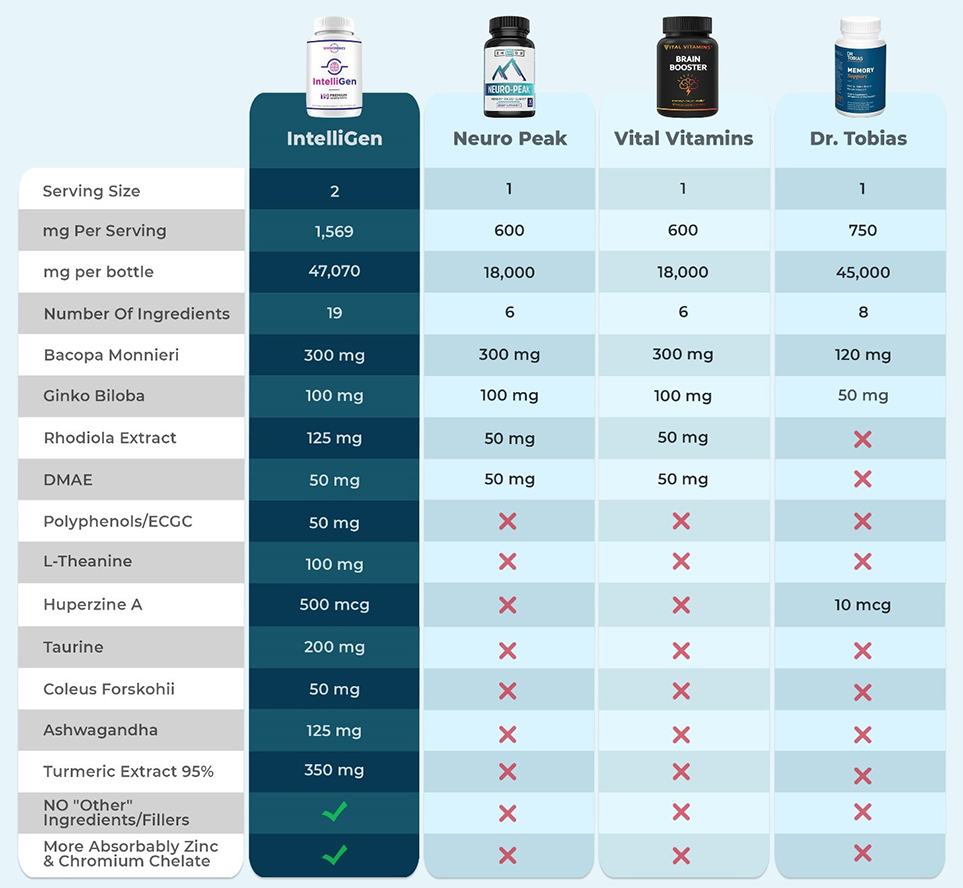 IntelliGen
NEURO-PEAK
VITAL VITAMINS
BRAIN
BOOSTER
DR.
TOBIAS
MEMORY
Support
IntelliGen Neuro Peak Vital Vitamins Dr. Tobias
Serving Size 2 1 1 1
mg Per Serving 1,569 600 600 750
mg per bottle 47,070 18,000 18,000 45,000
Number Of Ingredients 19 6 6 8
Bacopa Monnieri 300 mg 300 mg 300 mg 120 mg
Ginko Biloba 100 mg 100 mg 100 mg 50 mg
Rhodiola Extract 125 mg 50 mg 50 mg
DMAE 50 mg 50 mg 50 mg
Polyphenols/ECGC 50 mg
L-Theanine 100 mg
Huperzine A 500 mcg 10 mcg
Taurine 200 mg
Coleus Forskohii 50 mg
Ashwagandha 125 mg
Turmeric Extract 95% 350 mg
NO "Other"
Ingredients/Fillers
More Absorbably Zinc
& Chromium Chelate